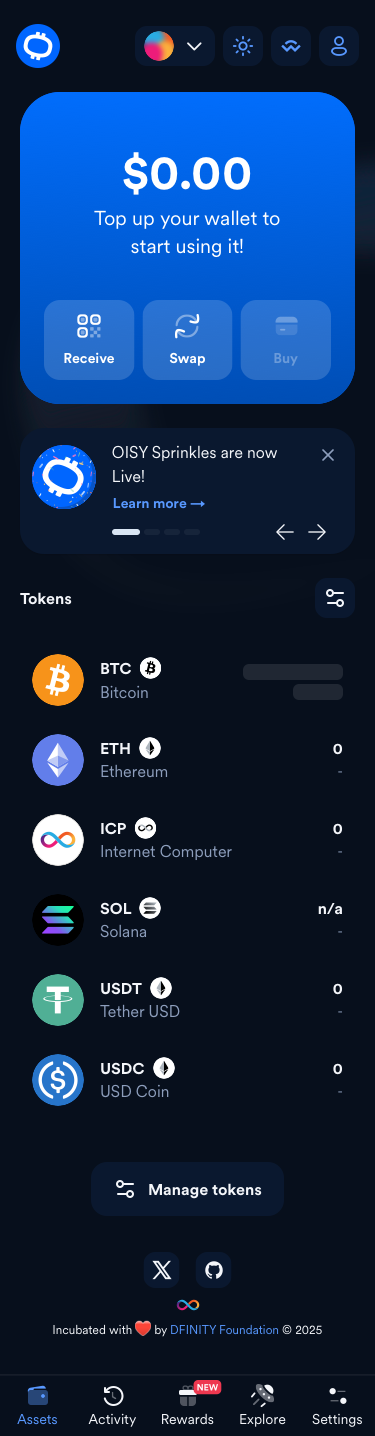 $0.00
Top up your wallet to
start using it!
Receive
Swap
Buy
OISY Sprinkles are now
Live!
Learn more →
Tokens
BTC
Bitcoin
ETH
0
Ethereum
-
ICP
0
Internet Computer
-
SOL
n/a
Solana
-
USDT
0
Tether USD
-
USDC
0
USD Coin
-
Manage tokens
Incubated with ❤️ by DFINITY Foundation © 2025
NEW
Assets
Activity
Rewards
Explore
Settings